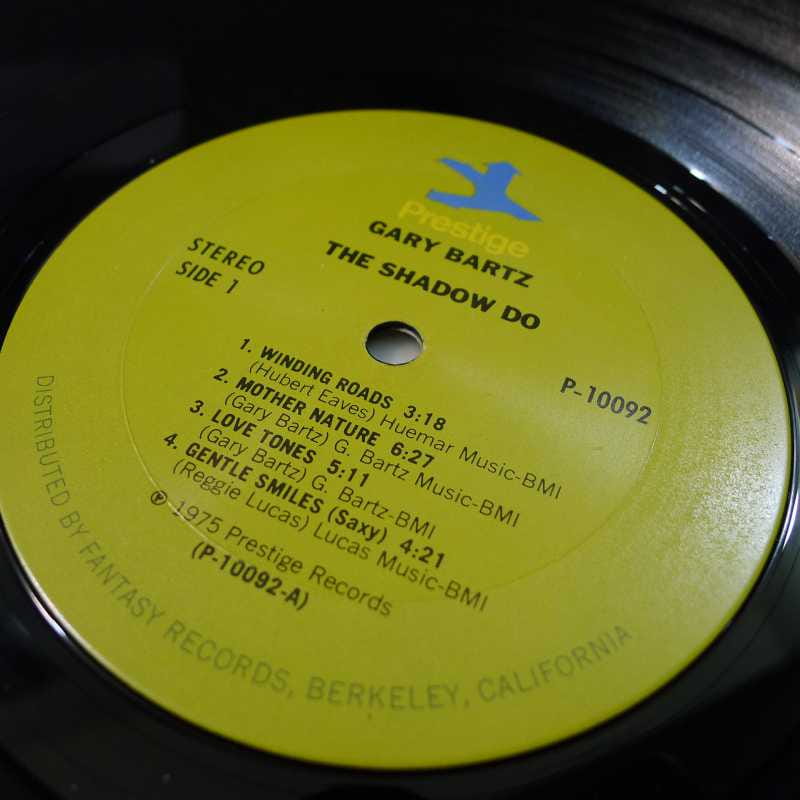 Prestige
GARY BARTZ
THE SHADOW DO
STEREO
SIDE 1
P-10092
1. WINDING ROADS 3:18
(Hubert Eaves) Huemar Music-BMI
2. MOTHER NATURE 6:27
(Gary Bartz) G. Bartz Music-BMI
3. LOVE TONES 5:11
(Gary Bartz) G. Bartz-BMI
4. GENTLE SMILES (Saxy) 4:21
(Reggie Lucas) Lucas Music-BMI
℗ 1975 Prestige Records
(P-10092-A)
DISTRIBUTED BY FANTASY RECORDS, BERKELEY, CALIFORNIA